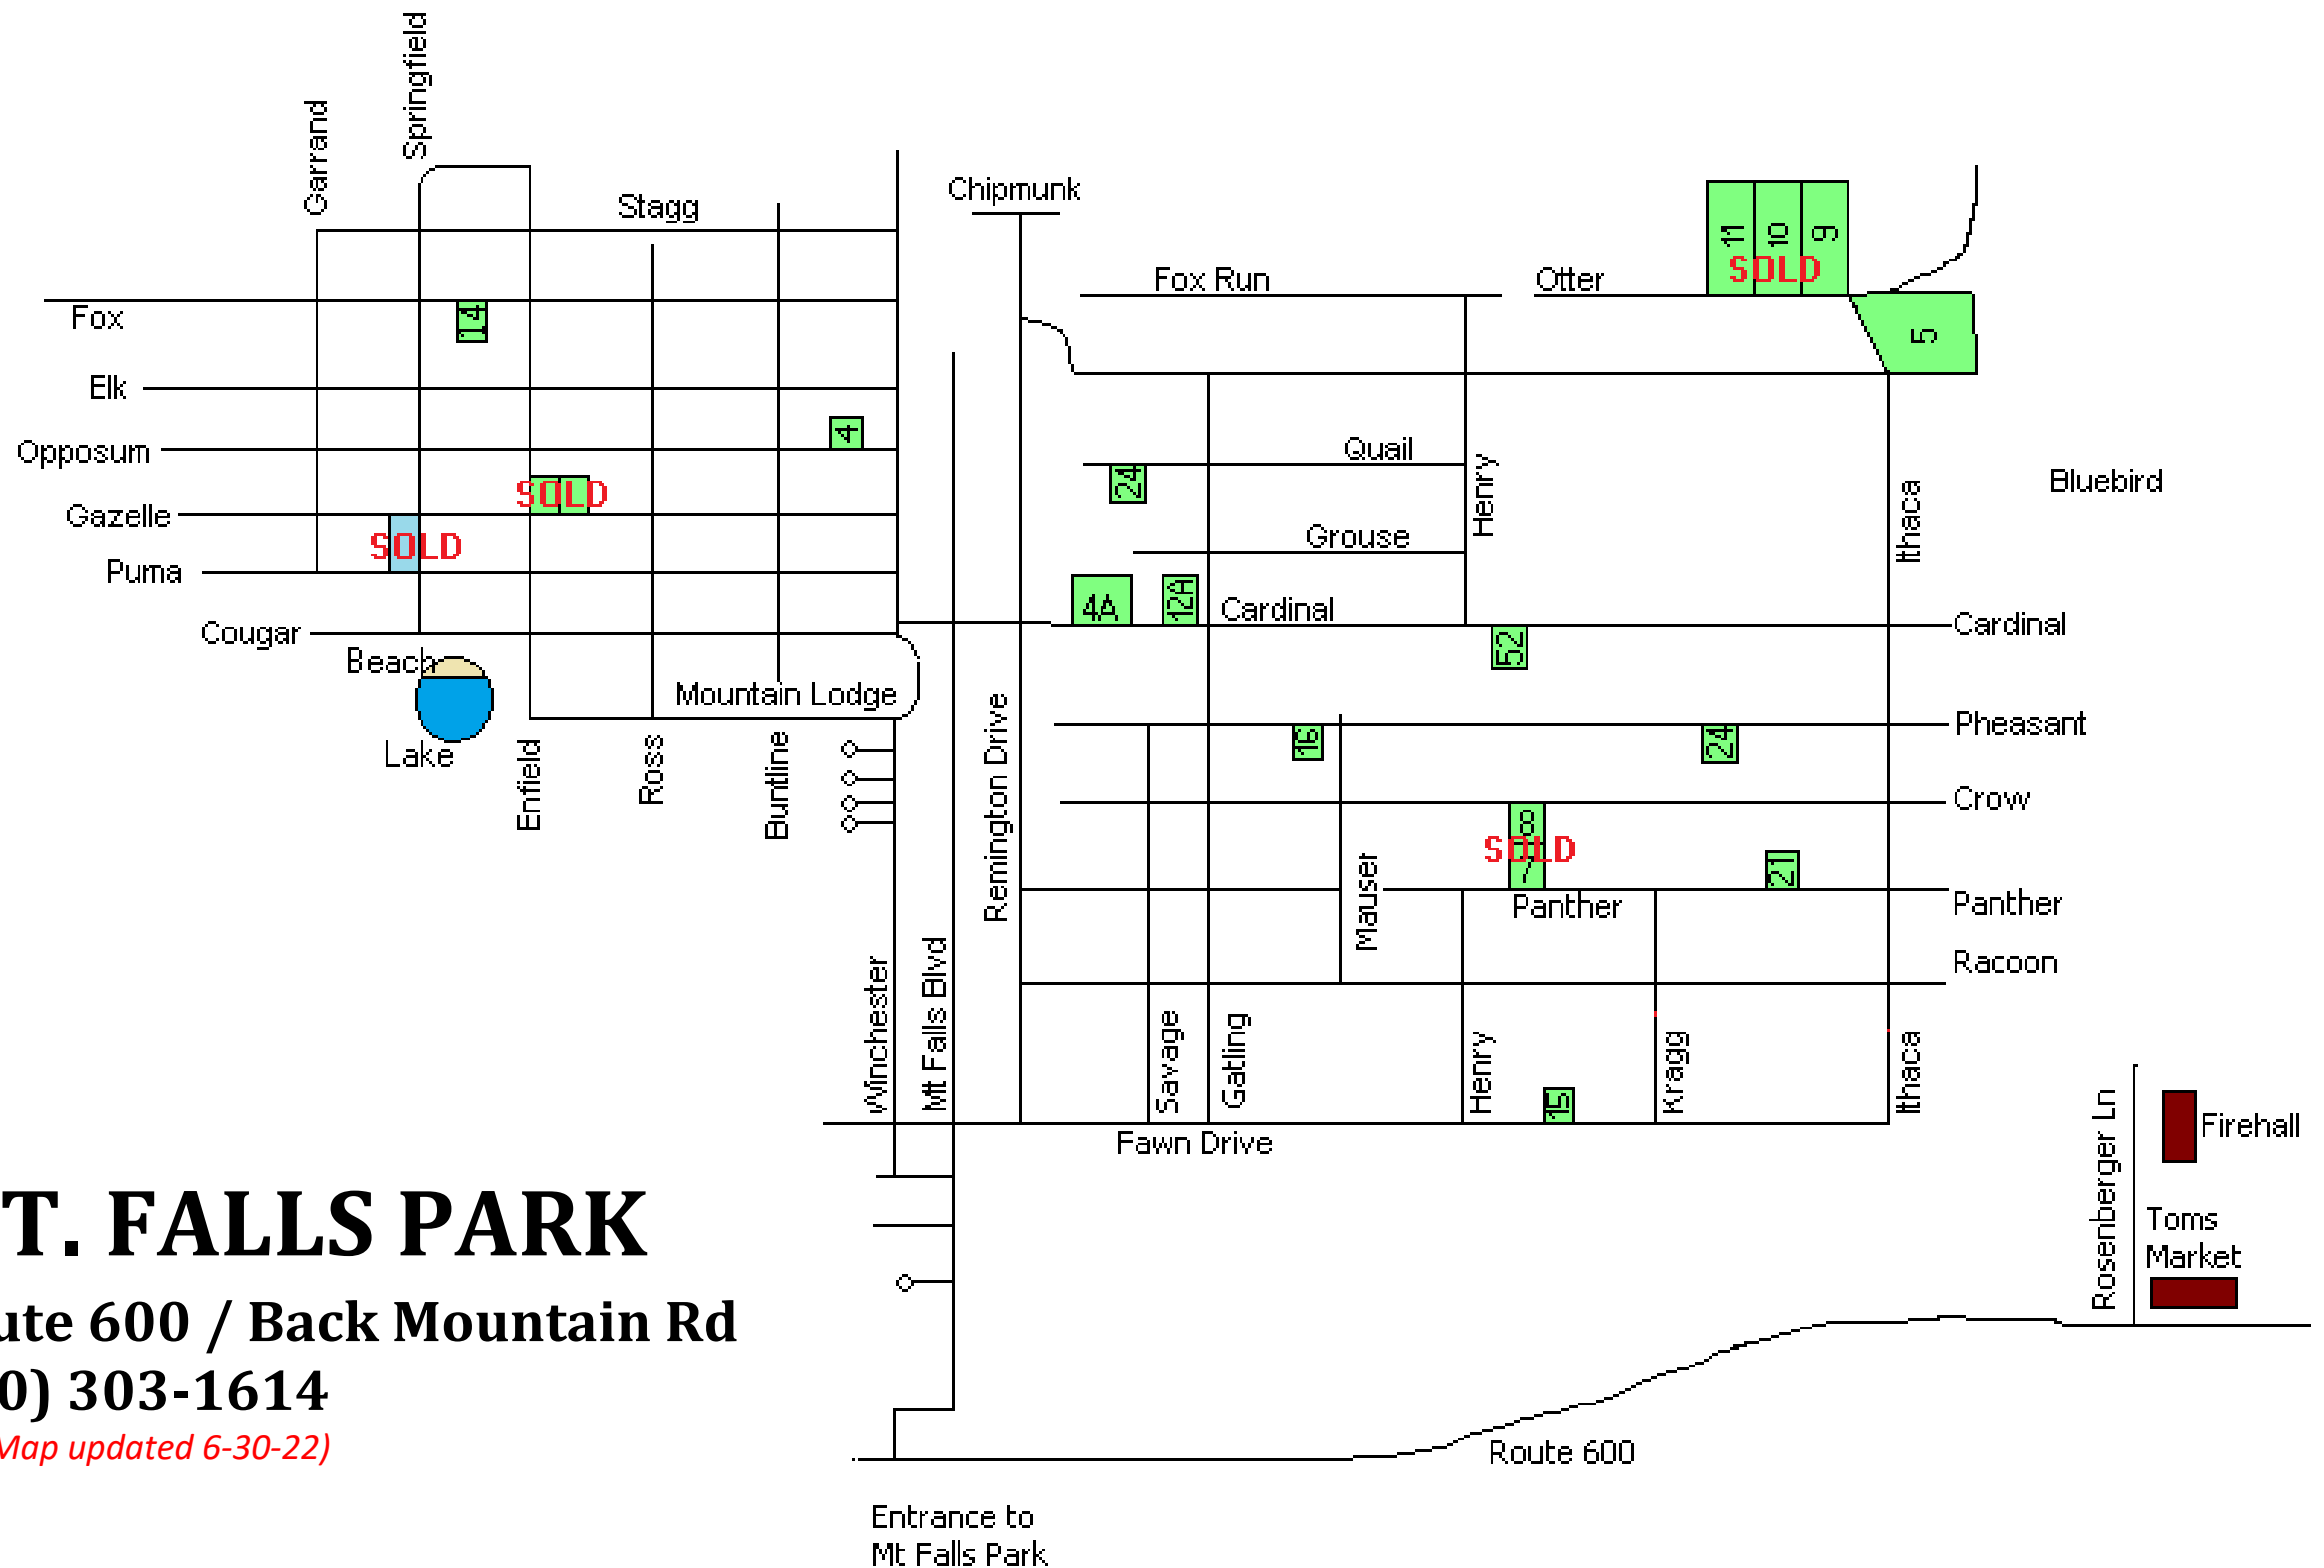 Springfield
Garrand
Chipmunk
Stagg
11
10
9
SOLD
Fox Run
Otter
Fox
14
5
Elk
4
Opposum
Quail
24
Henry
Ithaca
Bluebird
SOLD
Gazelle
SOLD
Grouse
Puma
4A
12A
Cardinal
Cardinal
Cougar
52
Beach
Mountain Lodge
Lake
Pheasant
16
24
Enfield
Ross
Buntline
Remington Drive
Crow
8
SOLD
7
21
Mauser
Panther
Panther
Racoon
Winchester
Mt Falls Blvd
Savage
Gatling
Henry
15
Kragg
Ithaca
Fawn Drive
Rosenberger Ln
Firehall
Toms
Market
T. FALLS PARK
ute 600 / Back Mountain Rd
0) 303-1614
Map updated 6-30-22)
Route 600
Entrance to
Mt Falls Park